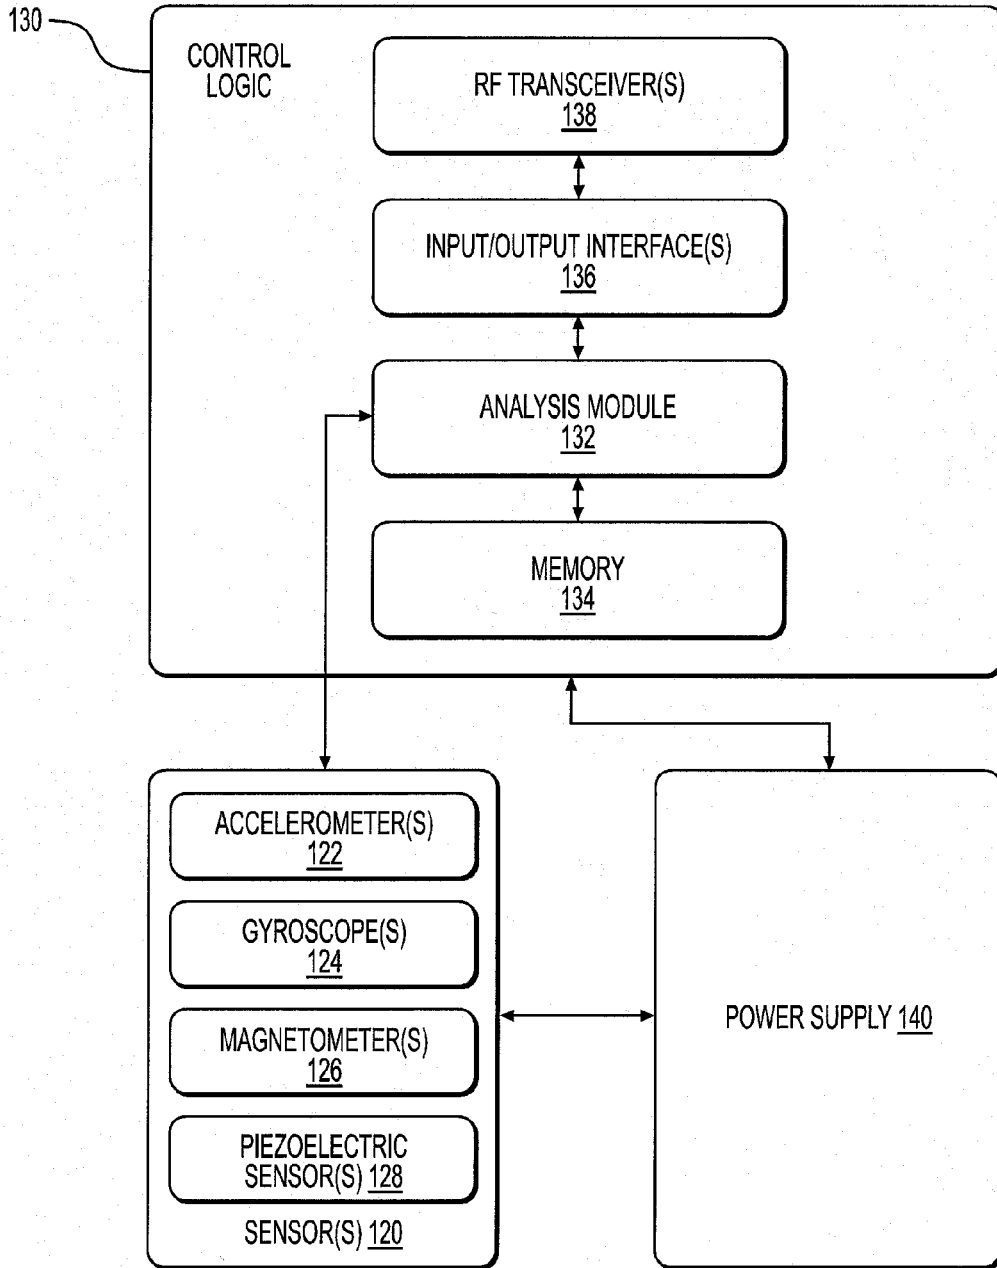 130
CONTROL
LOGIC
RF TRANSCEIVER(S)
138
INPUT/OUTPUT INTERFACE(S)
136
ANALYSIS MODULE
132
MEMORY
134
ACCELEROMETER(S)
122
GYROSCOPE(S)
124
MAGNETOMETER(S)
126
PIEZOELECTRIC
SENSOR(S) 128
SENSOR(S) 120
POWER SUPPLY 140